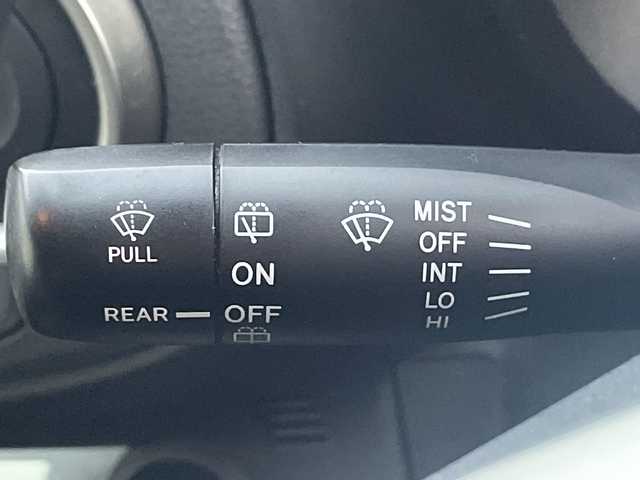 PULL
REAR
ON
OFF
MIST
OFF
INT
LO
HI